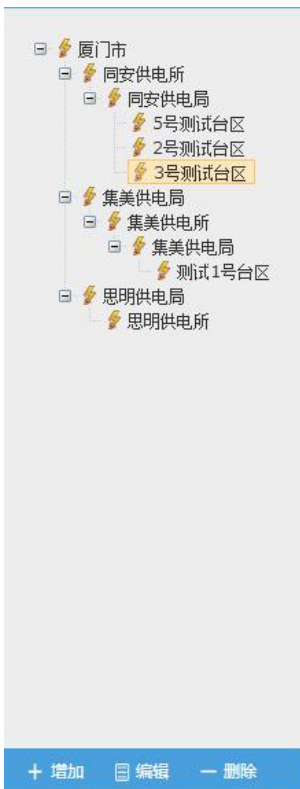 厦门市
同安供电所
同安供电局
5号测试台区
2号测试台区
3号测试台区
集美供电局
集美供电所
集美供电局
测试1号台区
思明供电局
思明供电所
增加 编辑 删除